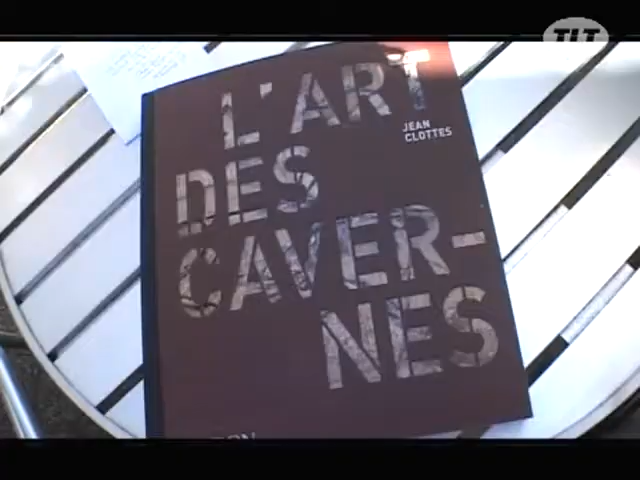 TLT
L'ART
JEAN
CLOTTES
DES
CAVER-
NES